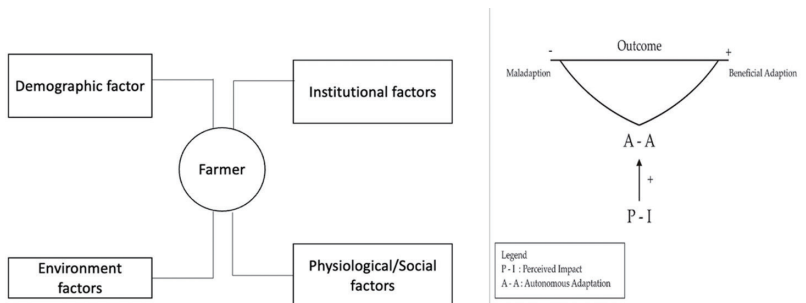 Demographic factor
Institutional factors
Farmer
Environment
factors
Physiological/Social
factors
-
Outcome
+
Maladaption
Beneficial Adaption
A - A
+
P - I
Legend
P - I : Perceived Impact
A - A : Autonomous Adaptation